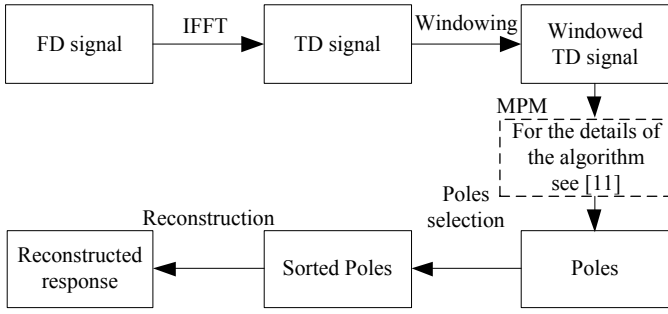 FD signal
IFFT
TD signal
Windowing
Windowed
TD signal
MPM
For the details of
the algorithm
see [11]
Poles
Poles
selection
Sorted Poles
Reconstruction
Reconstructed
response